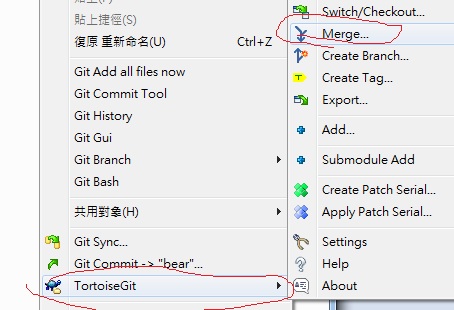 貼上
貼上捷徑(S)
復原 重新命名(U) Ctrl+Z
Git Add all files now
Git Commit Tool
Git History
Git Gui
Git Branch
Git Bash
共用對象(H)
Git Sync...
Git Commit -> "bear"...
TortoiseGit
Switch/Checkout...
Merge...
Create Branch...
Create Tag...
Export...
Add...
Submodule Add
Create Patch Serial...
Apply Patch Serial...
Settings
Help
About